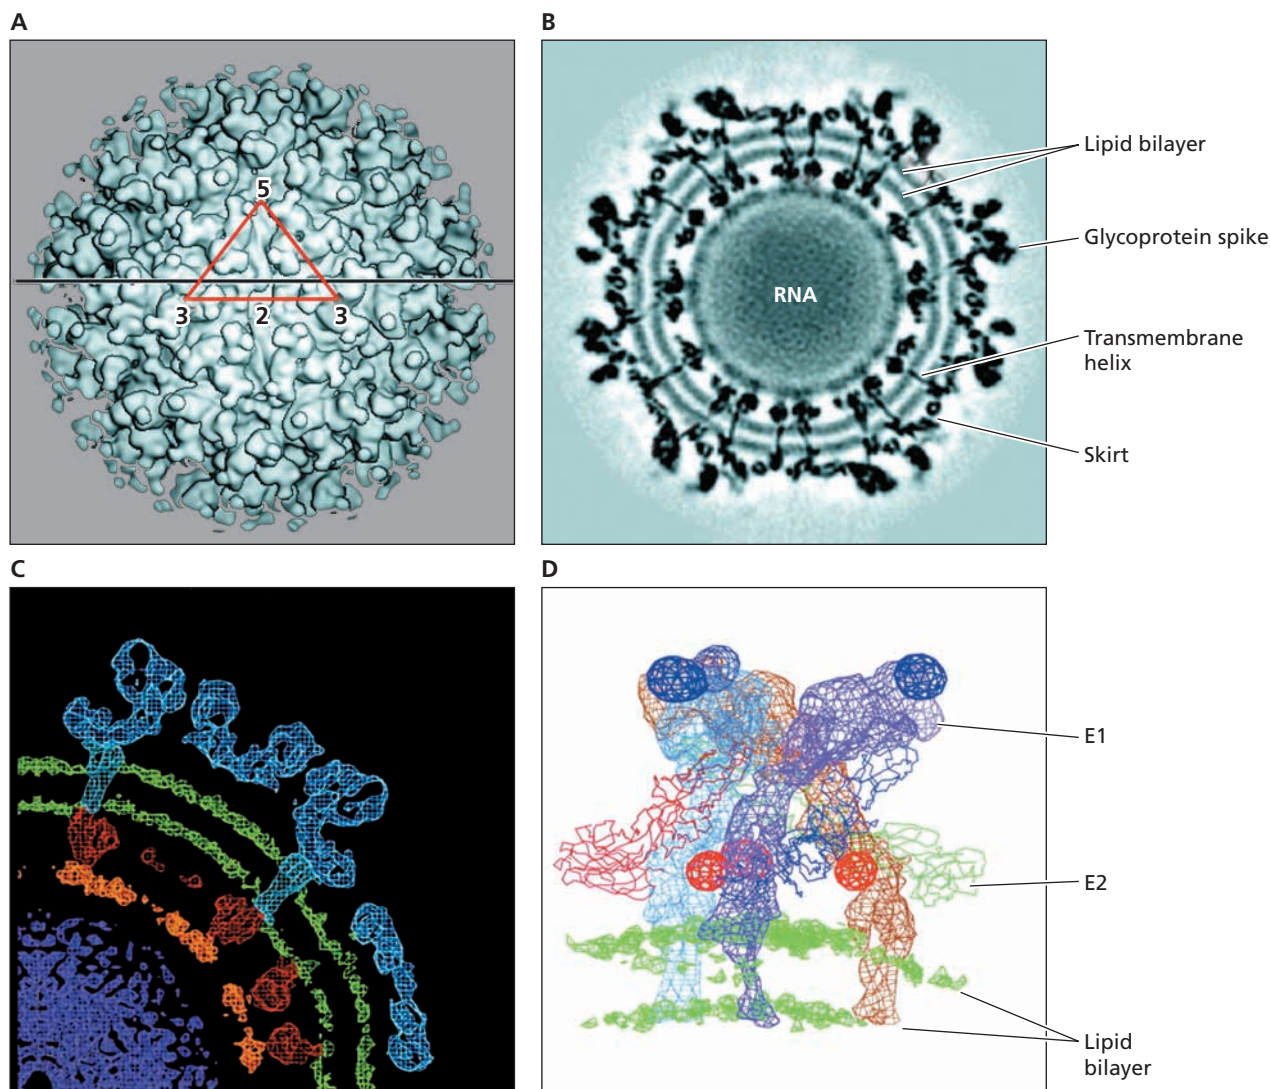 A
B
5
3
2
3
RNA
Lipid bilayer
Glycoprotein spike
Transmembrane
helix
Skirt
C
D
E1
E2
Lipid
bilayer